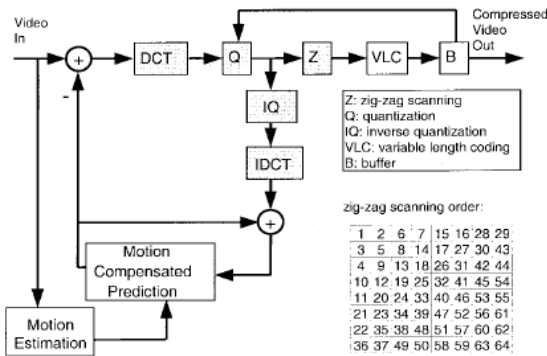 Video
In
Compressed
Video
Out
+
DCT
Q
Z
VLC
B
-
IQ
IDCT
+
Motion
Compensated
Prediction
Motion
Estimation
Z: zig-zag scanning
Q: quantization
IQ: inverse quantization
VLC: variable length coding
B: buffer
zig-zag scanning order:
1 2 6 7 15 16 28 29
3 5 8 14 17 27 30 43
4 9 13 18 26 31 42 44
10 12 19 25 32 41 45 54
11 20 24 33 40 46 53 55
21 23 34 39 47 52 56 61
22 35 38 48 51 57 60 62
36 37 49 50 58 59 63 64